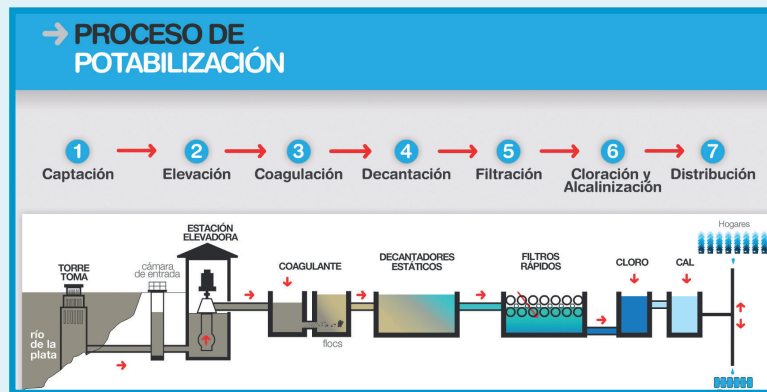 PROCESO DE
POTABILIZACIÓN
1
2
3
4
5
6
7
Captación
Elevación
Coagulación
Decantación
Filtración
Cloración y
Alcalinización
Distribución
Hogares
ESTACIÓN
ELEVADORA
TORRE
TOMA
cámara
de entrada
COAGULANTE
DECANTADORES
ESTÁTICOS
FILTROS
RÁPIDOS
CLORO
CAL
río
de la
plata
flocs